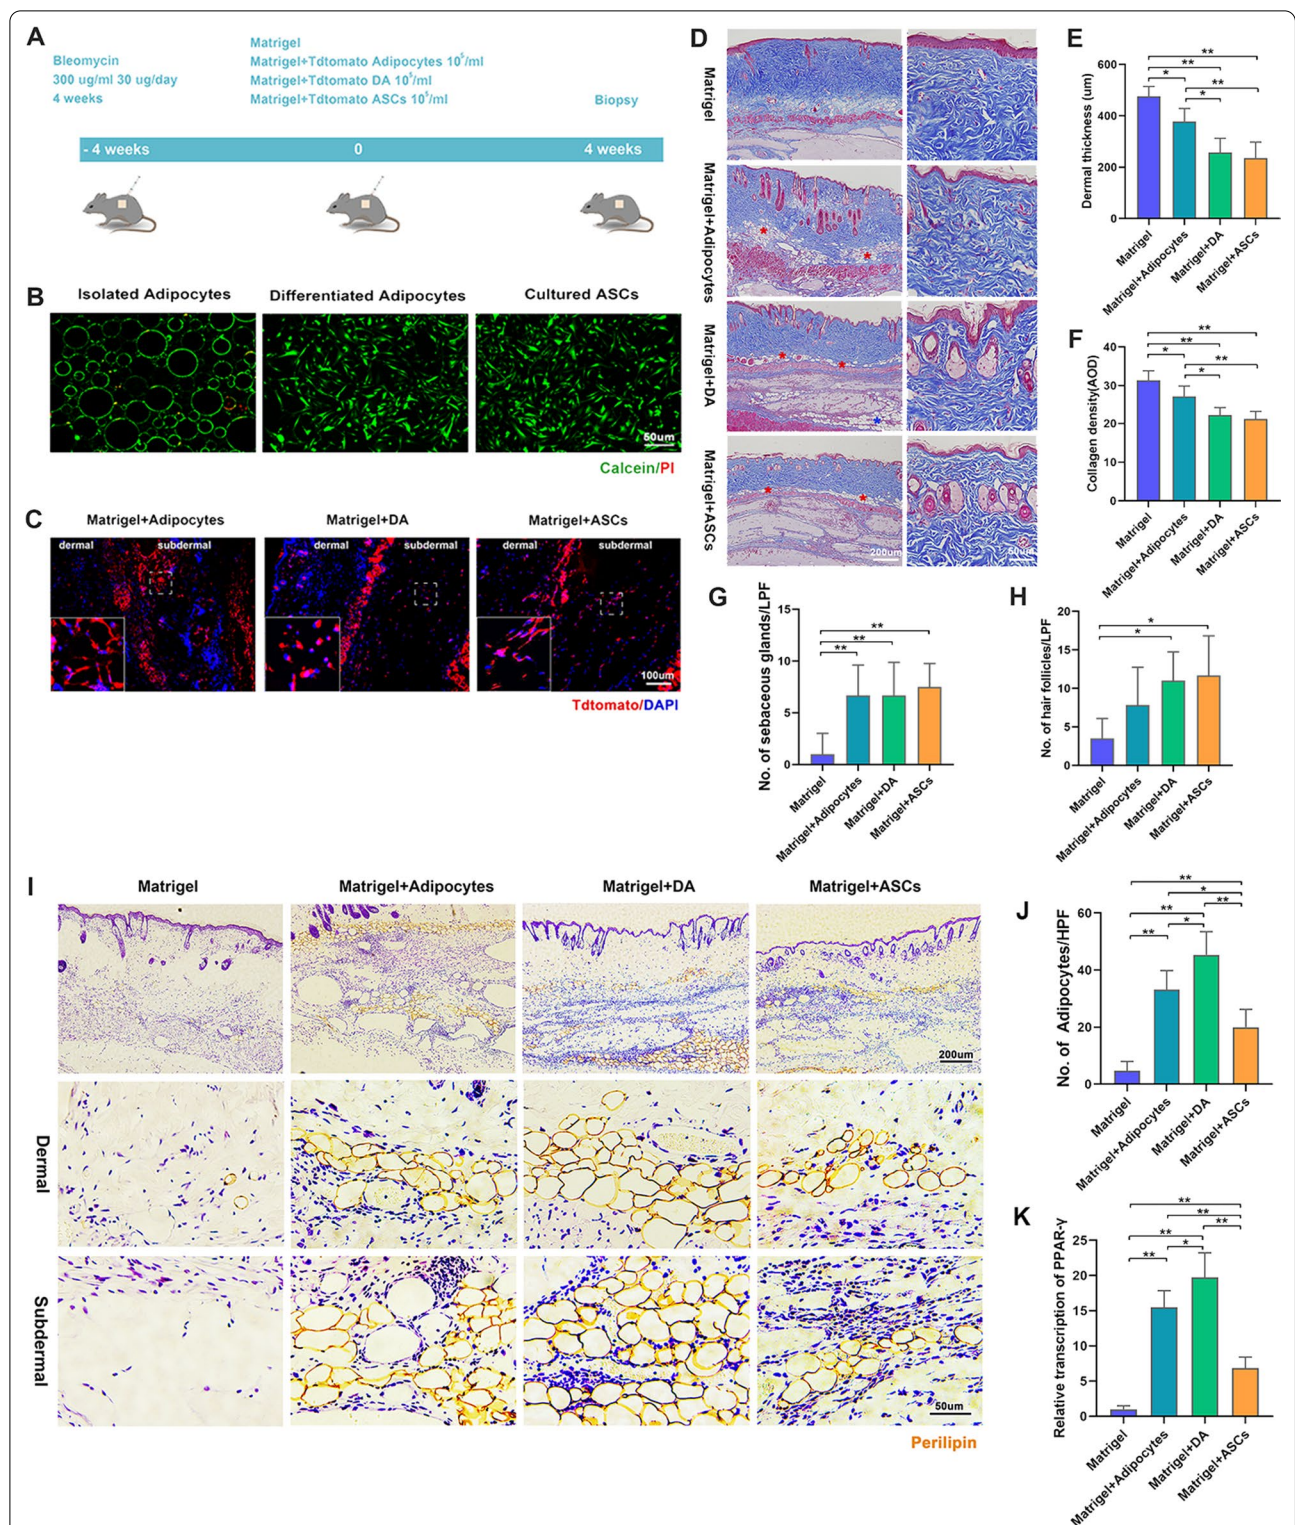 A
Bleomycin
300 ug/ml 30 ug/day
4 weeks
Matrigel
Matrigel+Tdtomato Adipocytes 10⁵/ml
Matrigel+Tdtomato DA 10⁵/ml
Matrigel+Tdtomato ASCs 10⁵/ml
Biopsy
- 4 weeks
0
4 weeks
B
Isolated Adipocytes
Differentiated Adipocytes
Cultured ASCs
50um
Calcein/PI
C
Matrigel+Adipocytes
Matrigel+DA
Matrigel+ASCs
dermal
subdermal
dermal
subdermal
dermal
subdermal
100um
Tdtomato/DAPI
D
Matrigel
Matrigel+Adipocytes
*
*
Matrigel+DA
*
*
*
Matrigel+ASCs
*
*
200um
50um
E
Dermal thickness (um)
600
400
200
0
**
**
*
**
*
Matrigel
Matrigel+Adipocytes
Matrigel+DA
Matrigel+ASCs
F
Collagen density(AOD)
40
30
20
10
0
**
**
*
**
*
Matrigel
Matrigel+Adipocytes
Matrigel+DA
Matrigel+ASCs
G
No. of sebaceous glands/LPF
15
10
5
0
**
**
**
Matrigel
Matrigel+Adipocytes
Matrigel+DA
Matrigel+ASCs
H
No. of hair follicles/LPF
20
15
10
5
0
*
*
Matrigel
Matrigel+Adipocytes
Matrigel+DA
Matrigel+ASCs
I
Matrigel
Matrigel+Adipocytes
Matrigel+DA
Matrigel+ASCs
200um
Dermal
Subdermal
50um
Perilipin
J
No. of Adipocytes/HPF
60
40
20
0
**
*
**
**
*
**
Matrigel
Matrigel+Adipocytes
Matrigel+DA
Matrigel+ASCs
K
Relative transcription of PPAR-γ
25
20
15
10
5
0
**
**
**
**
*
**
Matrigel
Matrigel+Adipocytes
Matrigel+DA
Matrigel+ASCs